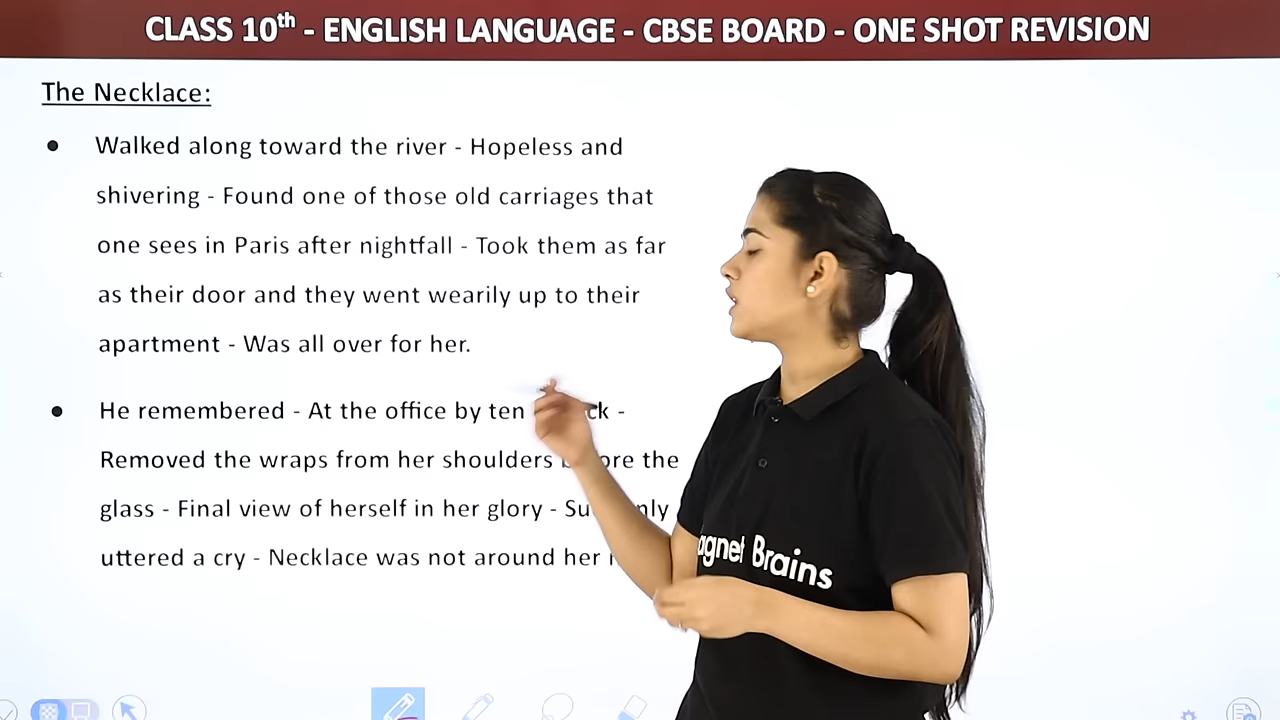 CLASS 10th - ENGLISH LANGUAGE - CBSE BOARD - ONE SHOT REVISION
The Necklace:
● Walked along toward the river - Hopeless and
shivering - Found one of those old carriages that
one sees in Paris after nightfall - Took them as far
as their door and they went wearily up to their
apartment - Was all over for her.
● He remembered - At the office by ten -
Removed the wraps from her shoulders the
glass - Final view of herself in her glory -
uttered a cry - Necklace was not around her
Brains